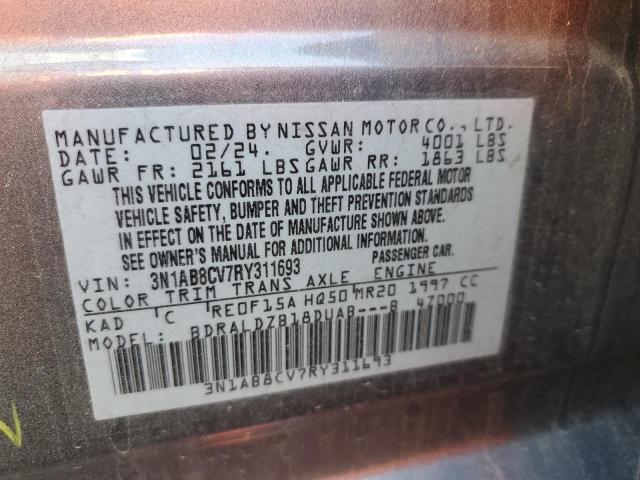 MANUFACTURED BY NISSAN MOTOR CO., LTD.
DATE: 02/24. GVWR: 4001 LBS
GAWR FR: 2161 LBS GAWR RR: 1863 LBS
THIS VEHICLE CONFORMS TO ALL APPLICABLE FEDERAL MOTOR
VEHICLE SAFETY, BUMPER AND THEFT PREVENTION STANDARDS
IN EFFECT ON THE DATE OF MANUFACTURE SHOWN ABOVE.
SEE OWNER'S MANUAL FOR ADDITIONAL INFORMATION.
VIN: 3N1AB8CV7RY311693 PASSENGER CAR.
COLOR TRIM TRANS AXLE ENGINE
KAD C RE0F15A HQ50 MR20 1997 CC
MODEL: BDRALDZB18DUAB---B 47000
3N1AB8CV7RY311693